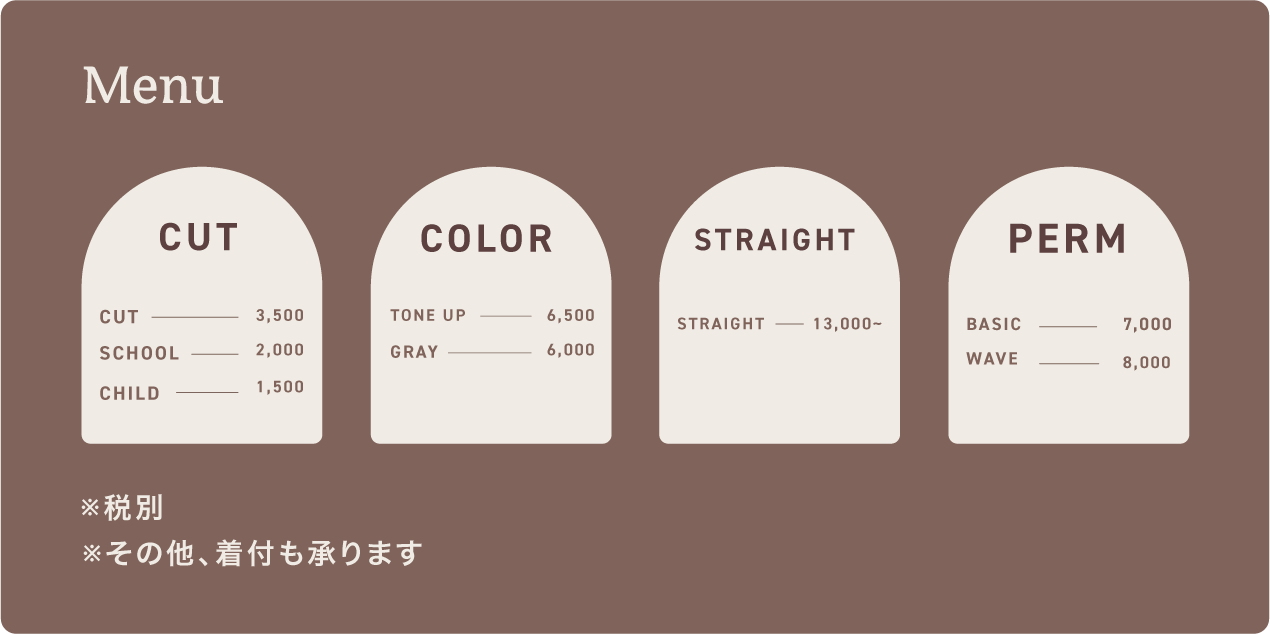 Menu
CUT
CUT 3,500
SCHOOL 2,000
CHILD 1,500
COLOR
TONE UP 6,500
GRAY 6,000
STRAIGHT
STRAIGHT 13,000~
PERM
BASIC 7,000
WAVE 8,000
※税別
※その他、着付も承ります